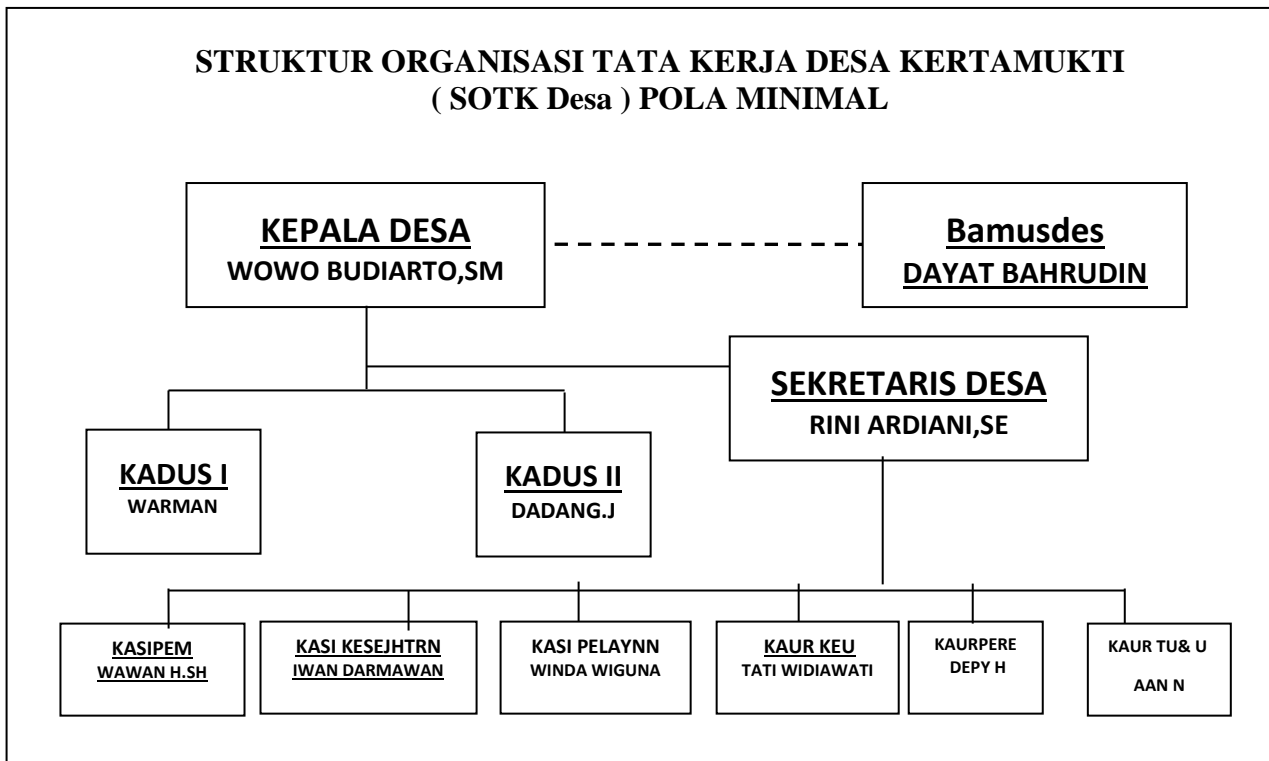 STRUKTUR ORGANISASI TATA KERJA DESA KERTAMUKTI
( SOTK Desa ) POLA MINIMAL
KEPALA DESA
WOWO BUDIARTO,SM
Bamusdes
DAYAT BAHRUDIN
SEKRETARIS DESA
RINI ARDIANI,SE
KADUS I
WARMAN
KADUS II
DADANG.J
KASIPEM
WAWAN H.SH
KASI KESEJHTRN
IWAN DARMAWAN
KASI PELAYNN
WINDA WIGUNA
KAUR KEU
TATI WIDIAWATI
KAURPERE
DEPY H
KAUR TU& U
AAN N